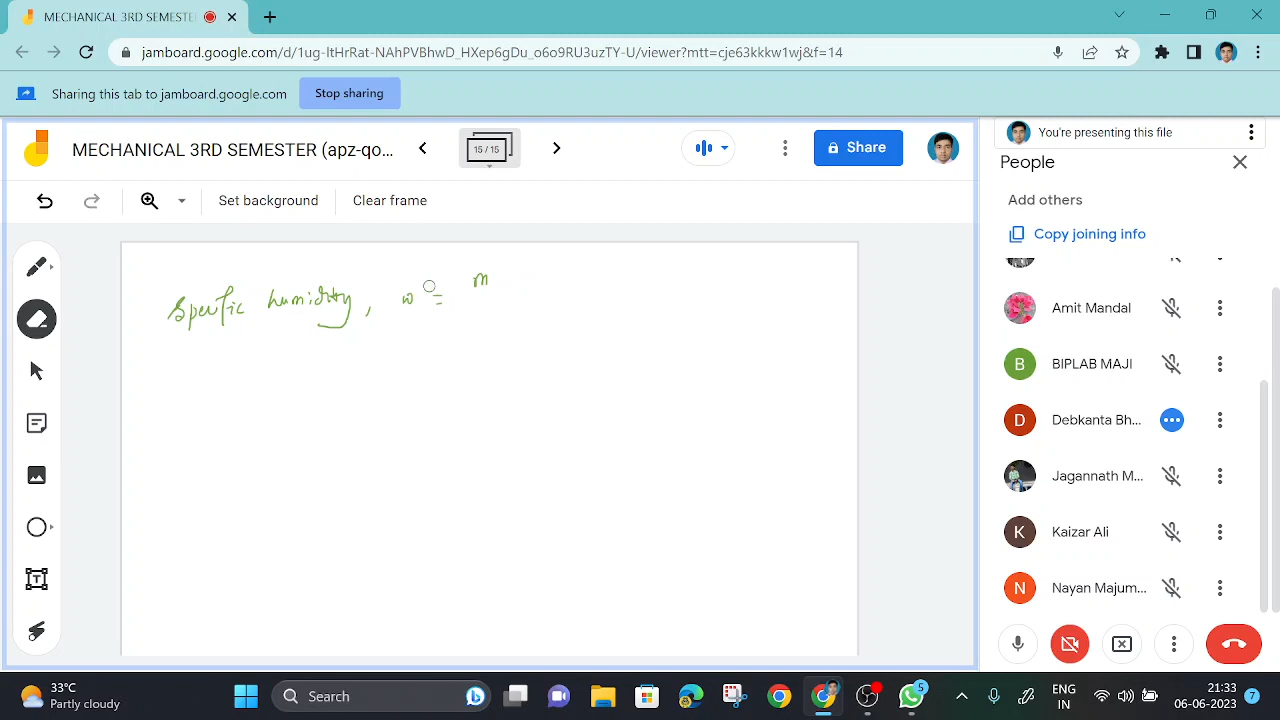 MECHANICAL 3RD SEMESTE
jamboard.google.com/d/1ug-ltHrRat-NAhPVBhwD_HXep6gDu_o6o9RU3uzTY-U/viewer?mtt=cje63kkkw1wj&f=14
Sharing this tab to jamboard.google.com
Stop sharing
MECHANICAL 3RD SEMESTER (apz-qo...
15 / 15
Share
Set background
Clear frame
Specific humidity, ω = m
You're presenting this file
People
Add others
Copy joining info
Amit Mandal
B
BIPLAB MAJI
D
Debkanta Bh...
Jagannath M...
K
Kaizar Ali
N
Nayan Majum...
33°C
Partly cloudy
Search
5
ENG
IN
21:33
06-06-2023
7